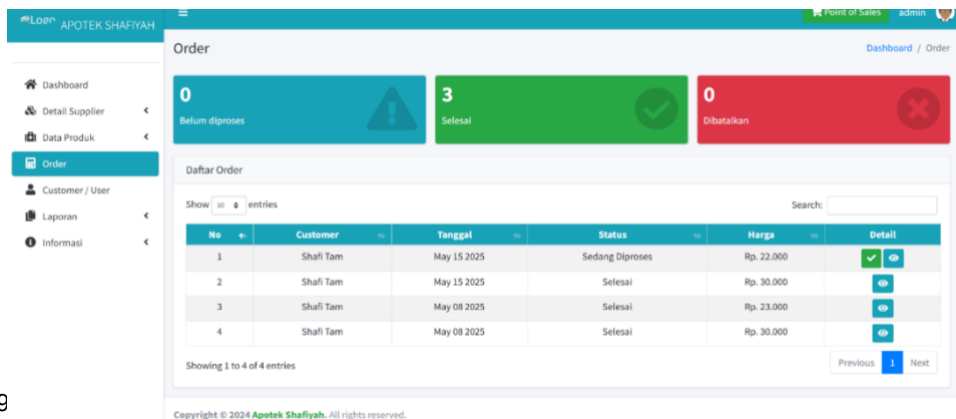 Logo APOTEK SHAFIYAH
Point of Sales admin
Order
Dashboard / Order
Dashboard
Detail Supplier
Data Produk
Order
Customer / User
Laporan
Informasi
0
Belum diproses
3
Selesai
0
Dibatalkan
Daftar Order
Show 10 entries
Search:
No Customer Tanggal Status Harga Detail
1 Shafi Tam May 15 2025 Sedang Diproses Rp. 22.000
2 Shafi Tam May 15 2025 Selesai Rp. 30.000
3 Shafi Tam May 08 2025 Selesai Rp. 23.000
4 Shafi Tam May 08 2025 Selesai Rp. 30.000
Showing 1 to 4 of 4 entries
Previous 1 Next
9
Copyright © 2024 Apotek Shafiyah. All rights reserved.